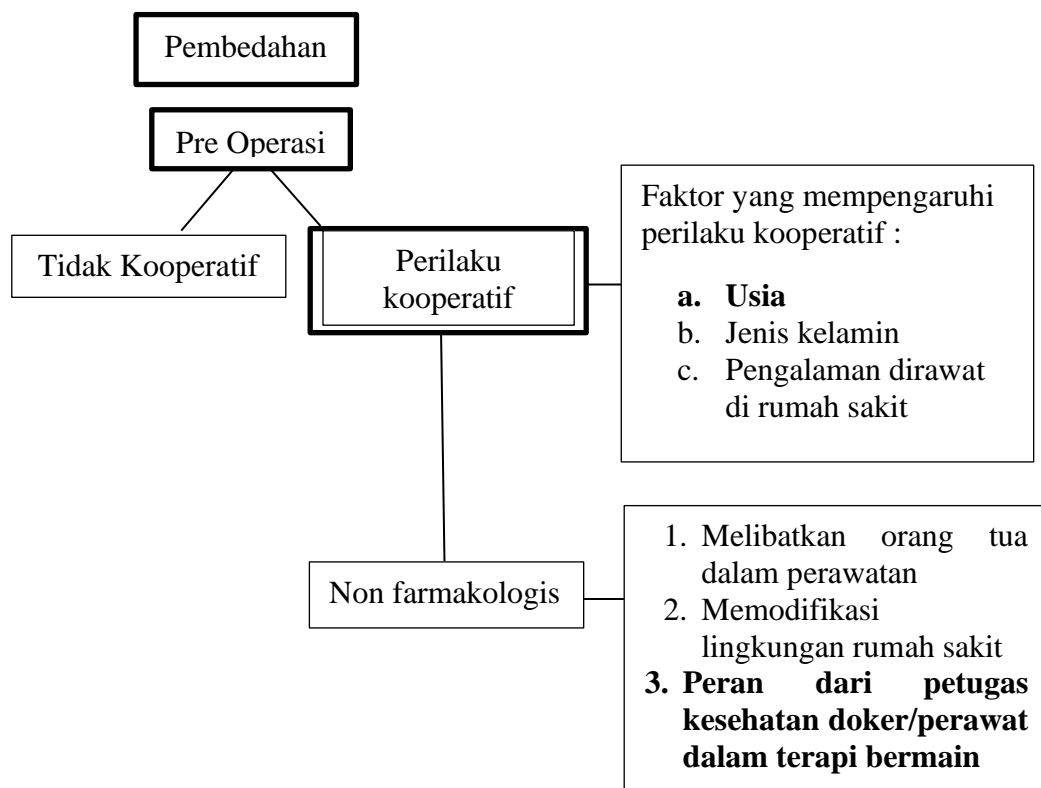 Pembedahan
Pre Operasi
Tidak Kooperatif
Perilaku
kooperatif
Faktor yang mempengaruhi
perilaku kooperatif :
a. Usia
b. Jenis kelamin
c. Pengalaman dirawat
di rumah sakit
Non farmakologis
1. Melibatkan orang tua
dalam perawatan
2. Memodifikasi
lingkungan rumah sakit
3. Peran dari petugas
kesehatan doker/perawat
dalam terapi bermain